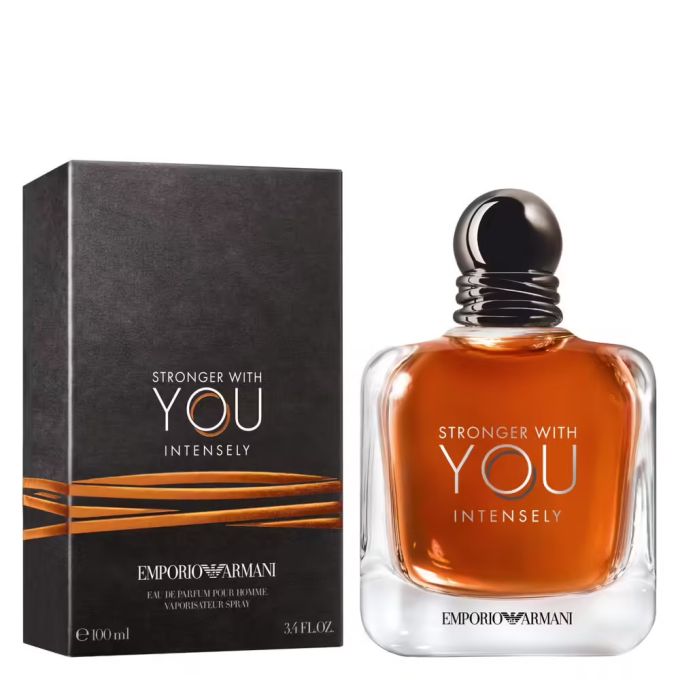 STRONGER WITH
YOU
INTENSELY
EMPORIO ARMANI
EAU DE PARFUM POUR HOMME
VAPORISATEUR SPRAY
℮ 100 ml 3.4 FL.OZ.
STRONGER WITH
YOU
INTENSELY
EMPORIO ARMANI